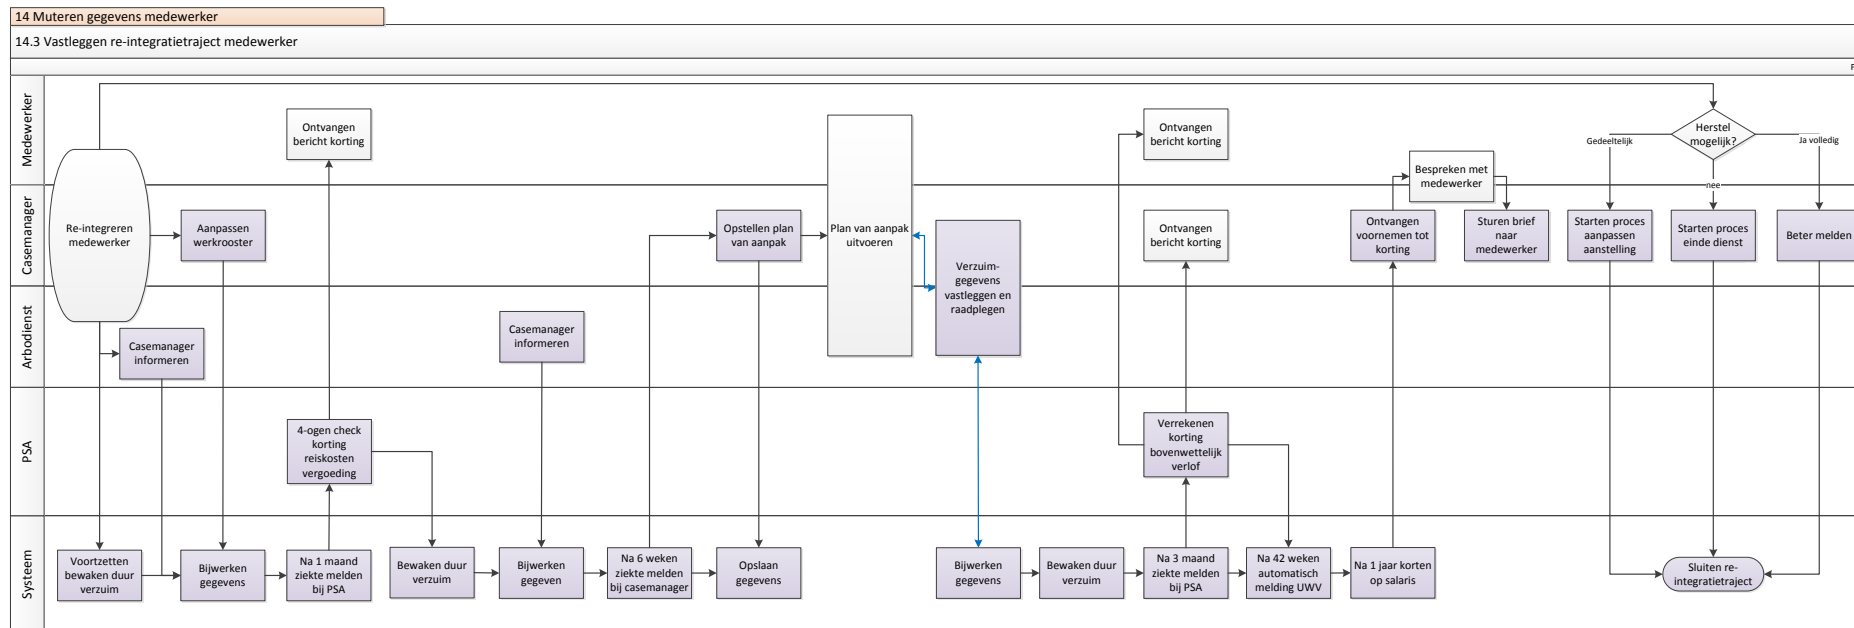 14 Muteren gegevens medewerker
14.3 Vastleggen re-integratietraject medewerker
F
Medewerker
Ontvangen
bericht korting
Ontvangen
bericht korting
Herstel
mogelijk?
Gedeeltelijk
Ja volledig
nee
Bespreken met
medewerker
Casemanager
Re-integreren
medewerker
Aanpassen
werkrooster
Opstellen plan
van aanpak
Plan van aanpak
uitvoeren
Verzuim-
gegevens
vastleggen en
raadplegen
Ontvangen
bericht korting
Ontvangen
voornemen tot
korting
Sturen brief
naar
medewerker
Starten proces
aanpassen
aanstelling
Starten proces
einde dienst
Beter melden
Arbodienst
Casemanager
informeren
Casemanager
informeren
PSA
4-ogen check
korting
reiskosten
vergoeding
Verrekenen
korting
bovenwettelijk
verlof
Systeem
Voortzetten
bewaken duur
verzuim
Bijwerken
gegevens
Na 1 maand
ziekte melden
bij PSA
Bewaken duur
verzuim
Bijwerken
gegeven
Na 6 weken
ziekte melden
bij casemanager
Opslaan
gegevens
Bijwerken
gegevens
Bewaken duur
verzuim
Na 3 maand
ziekte melden
bij PSA
Na 42 weken
automatisch
melding UWV
Na 1 jaar korten
op salaris
Sluiten re-
integratietraject